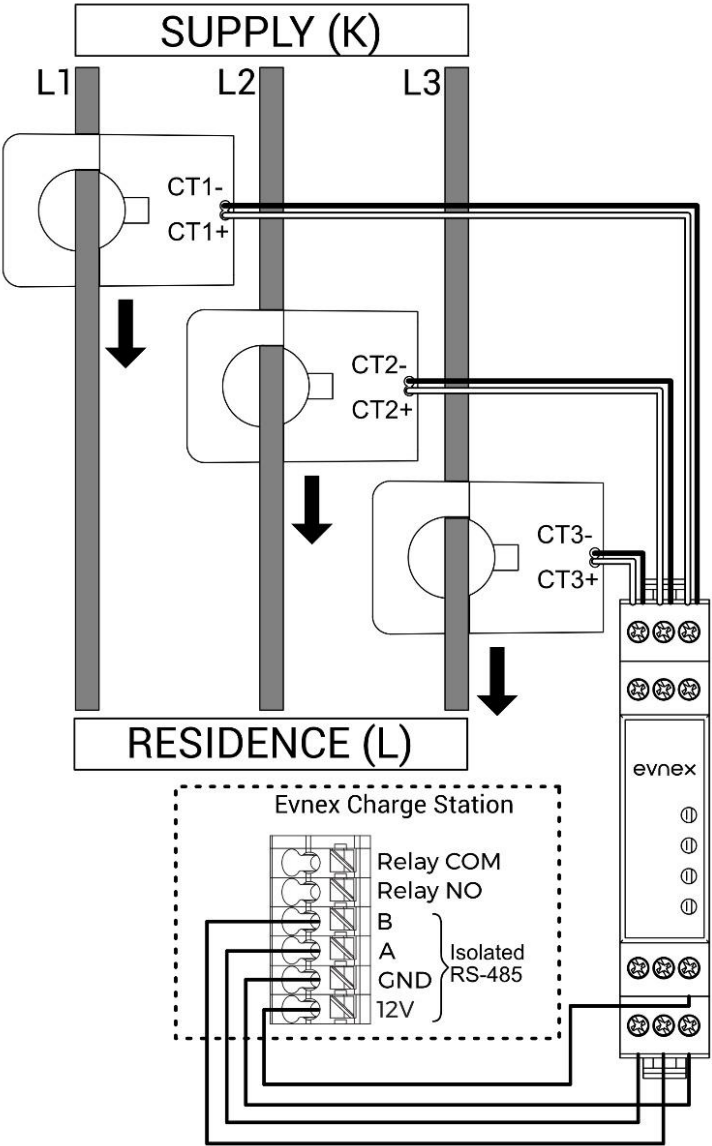 SUPPLY (K)
L1
L2
L3
CT1-
CT1+
CT2-
CT2+
CT3-
CT3+
RESIDENCE (L)
evnex
Evnex Charge Station
Relay COM
Relay NO
B
A
GND
12V
Isolated
RS-485